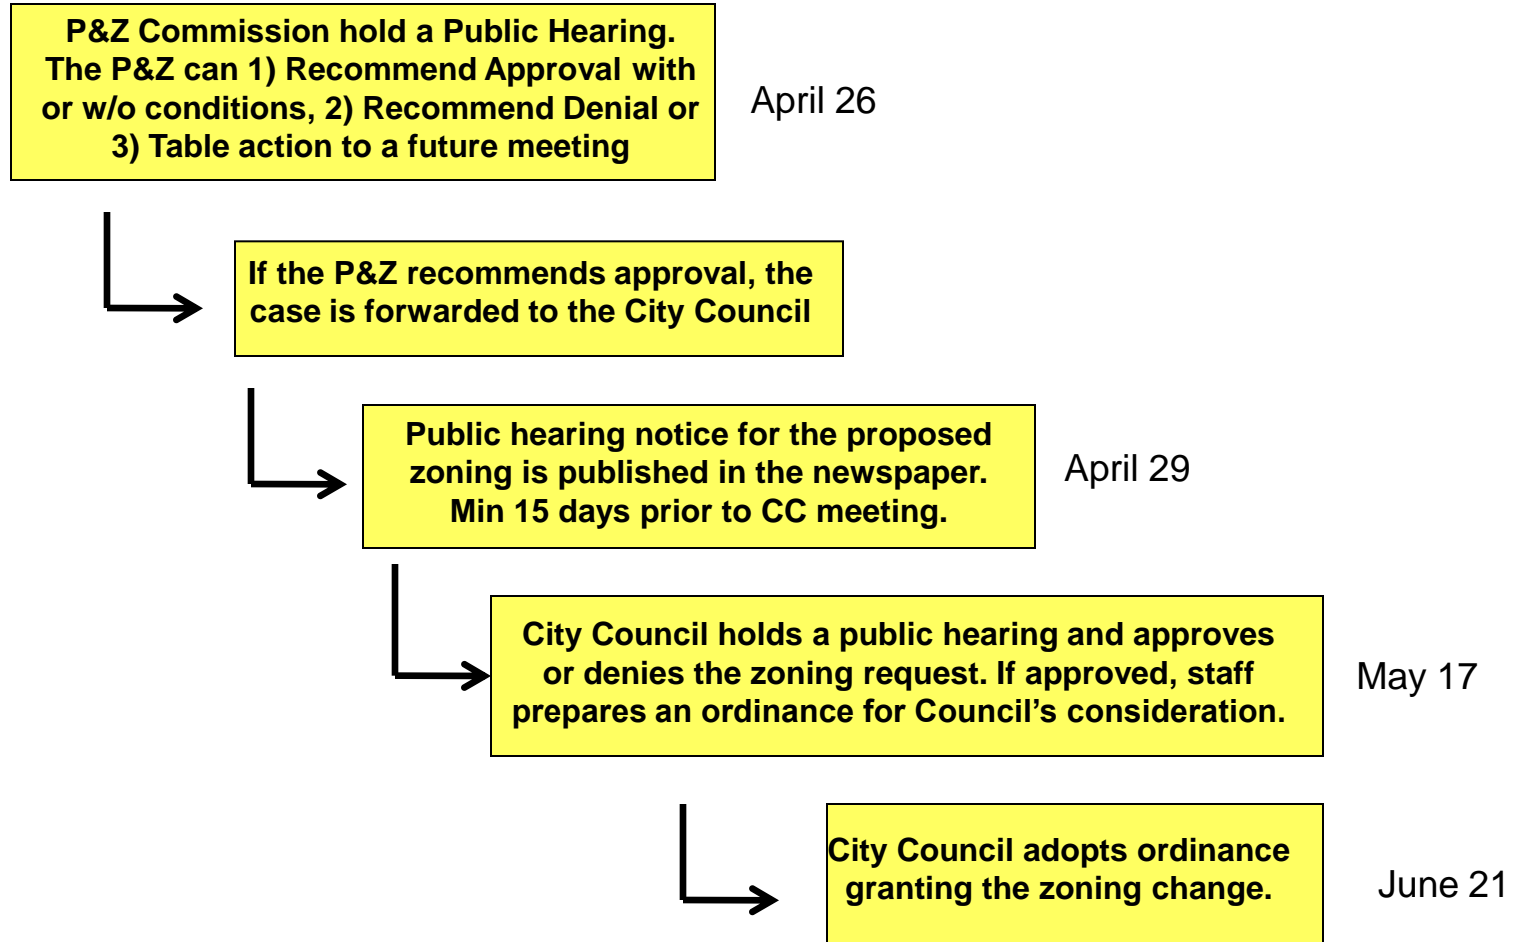 P&Z Commission hold a Public Hearing.
The P&Z can 1) Recommend Approval with
or w/o conditions, 2) Recommend Denial or
3) Table action to a future meeting
April 26
If the P&Z recommends approval, the
case is forwarded to the City Council
Public hearing notice for the proposed
zoning is published in the newspaper.
Min 15 days prior to CC meeting.
April 29
City Council holds a public hearing and approves
or denies the zoning request. If approved, staff
prepares an ordinance for Council’s consideration.
May 17
City Council adopts ordinance
granting the zoning change.
June 21